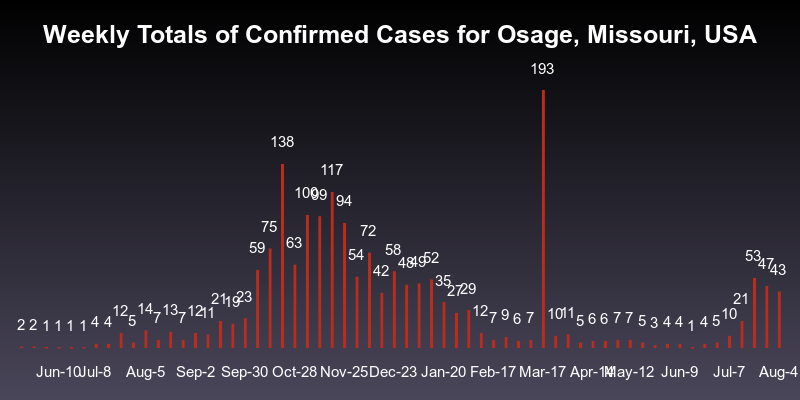 Weekly Totals of Confirmed Cases for Osage, Missouri, USA
2 2 1 1 1 1 4 4 12 5 14 7 13 7 12 11 21 19 23 59 75 138 63 100 99 117 94 54 72 42 58 48 49 52 35 27 29 12 7 9 6 7 193 10 11 5 6 6 7 7 5 3 4 4 1 4 5 10 21 53 47 43
Jun-10 Jul-8 Aug-5 Sep-2 Sep-30 Oct-28 Nov-25 Dec-23 Jan-20 Feb-17 Mar-17 Apr-14 May-12 Jun-9 Jul-7 Aug-4